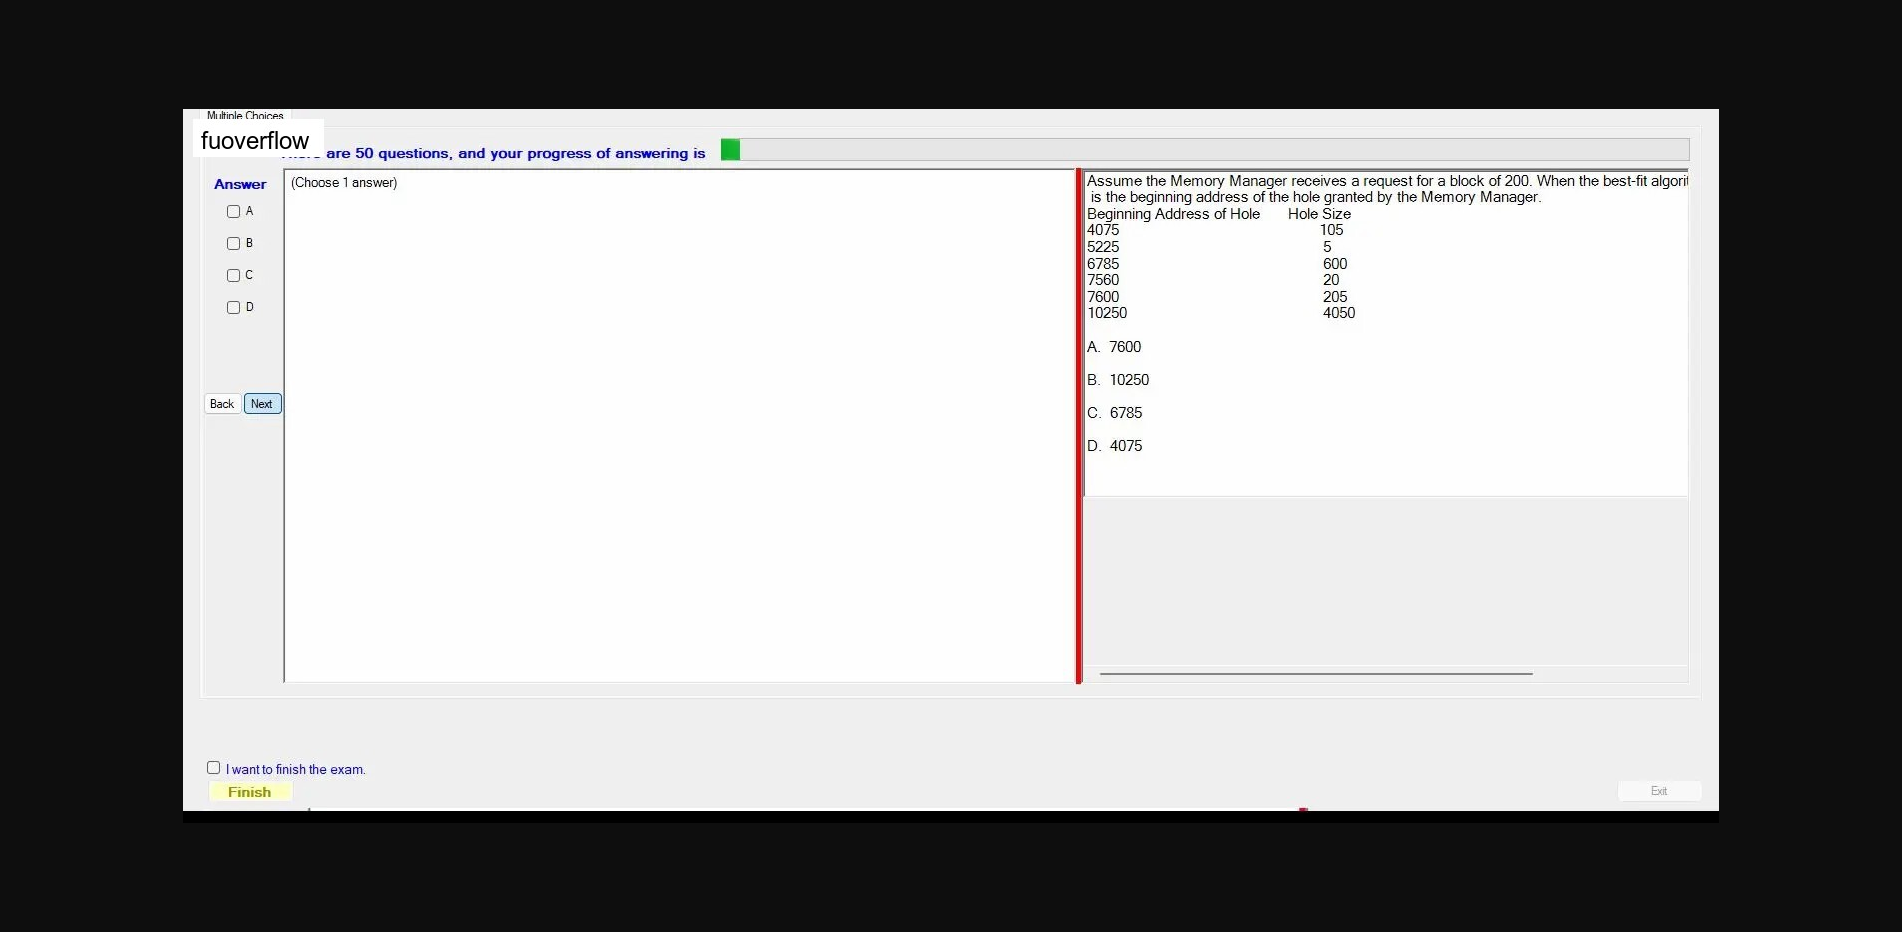 Multiple Choices
fuoverflow
are 50 questions, and your progress of answering is
Answer
(Choose 1 answer)
A
B
C
D
Back Next
Assume the Memory Manager receives a request for a block of 200. When the best-fit
is the beginning address of the hole granted by the Memory Manager.
Beginning Address of Hole Hole Size
4075 105
5225 5
6785 600
7560 20
7600 205
10250 4050
A. 7600
B. 10250
C. 6785
D. 4075
I want to finish the exam.
Finish
Exit